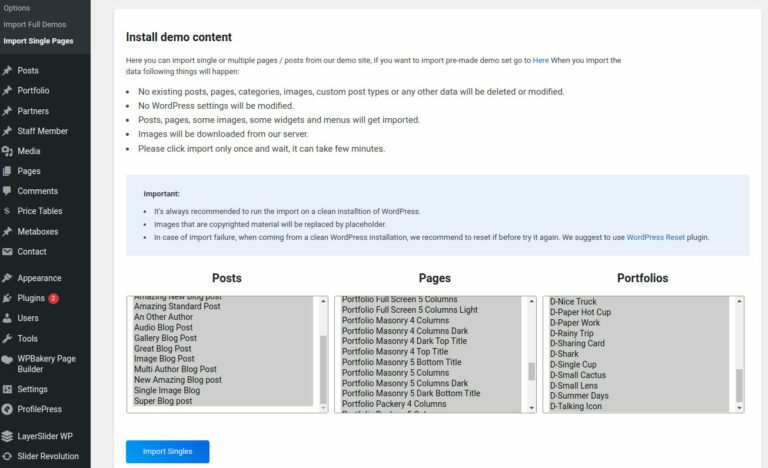 Options
Import Full Demos
Import Single Pages
Posts
Portfolio
Partners
Staff Member
Media
Pages
Comments
Price Tables
Metaboxes
Contact
Appearance
Plugins 2
Users
Tools
WPBakery Page
Builder
Settings
ProfilePress
LayerSlider WP
Slider Revolution
Install demo content
Here you can import single or multiple pages / posts from our demo site, if you want to import pre-made demo set go to Here When you import the
data following things will happen:
No existing posts, pages, categories, images, custom post types or any other data will be deleted or modified.
No WordPress settings will be modified.
Posts, pages, some images, some widgets and menus will get imported.
Images will be downloaded from our server.
Please click import only once and wait, it can take few minutes.
Important:
It's always recommended to run the import on a clean installtion of WordPress.
Images that are copyrighted material will be replaced by placeholder.
In case of import failure, when coming from a clean WordPress installation, we recommend to reset if before try it again. We suggest to use WordPress Reset plugin.
Posts
Amazing New Blog post
Amazing Standard Post
An Other Author
Audio Blog Post
Gallery Blog Post
Great Blog Post
Image Blog Post
Multi Author Blog Post
New Amazing Blog post
Single Image Blog
Super Blog post
Pages
Portfolio Full Screen 5 Columns
Portfolio Full Screen 5 Columns Light
Portfolio Masonry 4 Columns
Portfolio Masonry 4 Columns Dark
Portfolio Masonry 4 Dark Top Title
Portfolio Masonry 4 Top Title
Portfolio Masonry 5 Bottom Title
Portfolio Masonry 5 Columns
Portfolio Masonry 5 Columns Dark
Portfolio Masonry 5 Dark Bottom Title
Portfolio Packery 4 Columns
Portfolio Packery 5 Columns
Portfolios
D-Nice Truck
D-Paper Hot Cup
D-Paper Work
D-Rainy Trip
D-Sharing Card
D-Shark
D-Single Cup
D-Small Cactus
D-Small Lens
D-Summer Days
D-Talking Icon
Import Singles